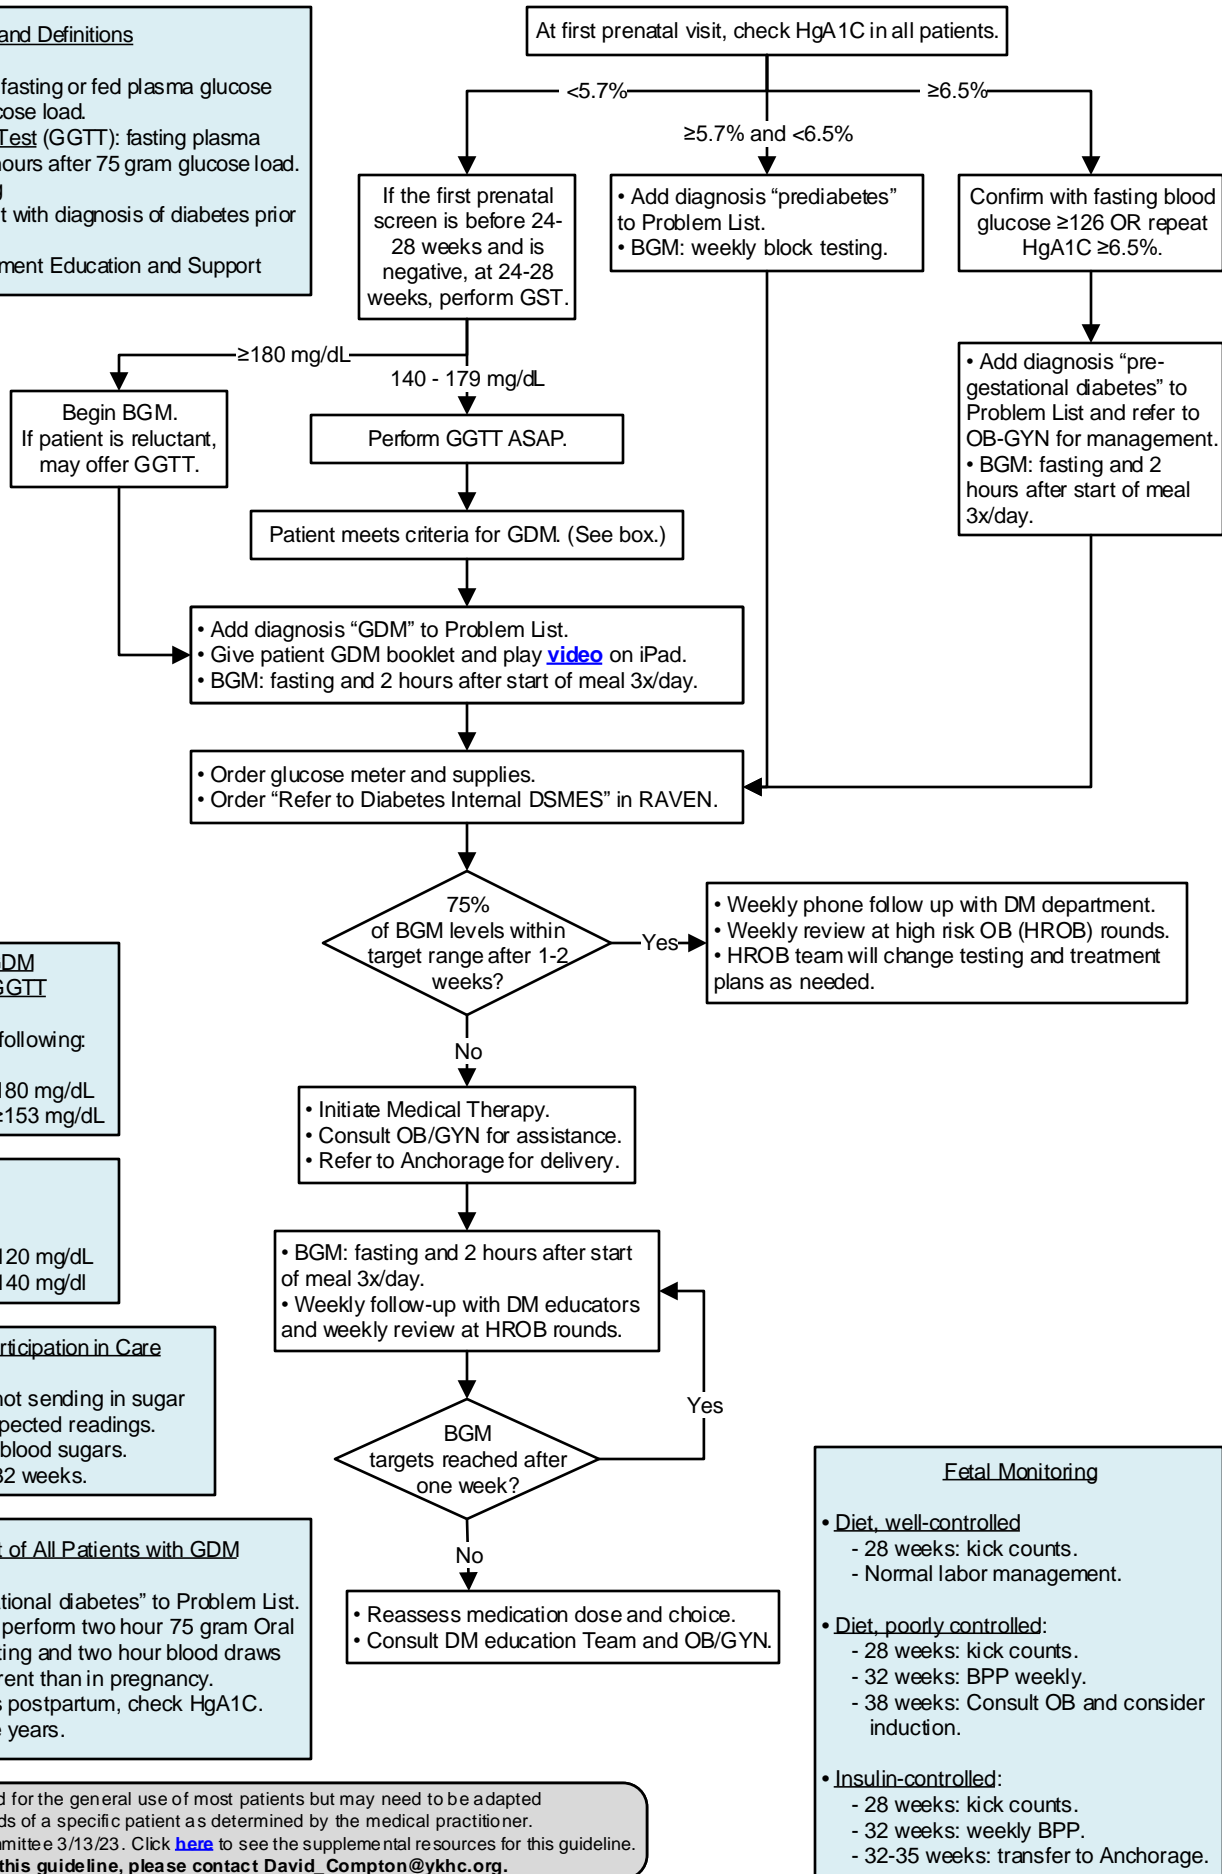 and Definitions
fasting or fed plasma glucose
cose load.
Test (GGTT): fasting plasma
hours after 75 gram glucose load.
g
t with diagnosis of diabetes prior
ment Education and Support
At first prenatal visit, check HgA1C in all patients.
<5.7%
≥5.7% and <6.5%
≥6.5%
If the first prenatal
screen is before 24-
28 weeks and is
negative, at 24-28
weeks, perform GST.
• Add diagnosis “prediabetes”
to Problem List.
• BGM: weekly block testing.
Confirm with fasting blood
glucose ≥126 OR repeat
HgA1C ≥6.5%.
≥180 mg/dL
140 - 179 mg/dL
• Add diagnosis “pre-
gestational diabetes” to
Problem List and refer to
OB-GYN for management.
• BGM: fasting and 2
hours after start of meal
3x/day.
Begin BGM.
If patient is reluctant,
may offer GGTT.
Perform GGTT ASAP.
Patient meets criteria for GDM. (See box.)
• Add diagnosis “GDM” to Problem List.
• Give patient GDM booklet and play video on iPad.
• BGM: fasting and 2 hours after start of meal 3x/day.
• Order glucose meter and supplies.
• Order “Refer to Diabetes Internal DSMES” in RAVEN.
75%
of BGM levels within
target range after 1-2
weeks?
Yes
• Weekly phone follow up with DM department.
• Weekly review at high risk OB (HROB) rounds.
• HROB team will change testing and treatment
plans as needed.
No
• Initiate Medical Therapy.
• Consult OB/GYN for assistance.
• Refer to Anchorage for delivery.
• BGM: fasting and 2 hours after start
of meal 3x/day.
• Weekly follow-up with DM educators
and weekly review at HROB rounds.
Yes
BGM
targets reached after
one week?
No
• Reassess medication dose and choice.
• Consult DM education Team and OB/GYN.
GDM
GGTT
following:
180 mg/dL
≥153 mg/dL
120 mg/dL
140 mg/dl
rticipation in Care
not sending in sugar
pected readings.
blood sugars.
32 weeks.
t of All Patients with GDM
ational diabetes” to Problem List.
perform two hour 75 gram Oral
ting and two hour blood draws
rent than in pregnancy.
s postpartum, check HgA1C.
e years.
Fetal Monitoring
• Diet, well-controlled
- 28 weeks: kick counts.
- Normal labor management.
• Diet, poorly controlled:
- 28 weeks: kick counts.
- 32 weeks: BPP weekly.
- 38 weeks: Consult OB and consider
induction.
• Insulin-controlled:
- 28 weeks: kick counts.
- 32 weeks: weekly BPP.
- 32-35 weeks: transfer to Anchorage.
d for the general use of most patients but may need to be adapted
ds of a specific patient as determined by the medical practitioner.
mmittee 3/13/23. Click here to see the supplemental resources for this guideline.
this guideline, please contact David_Compton@ykhc.org.